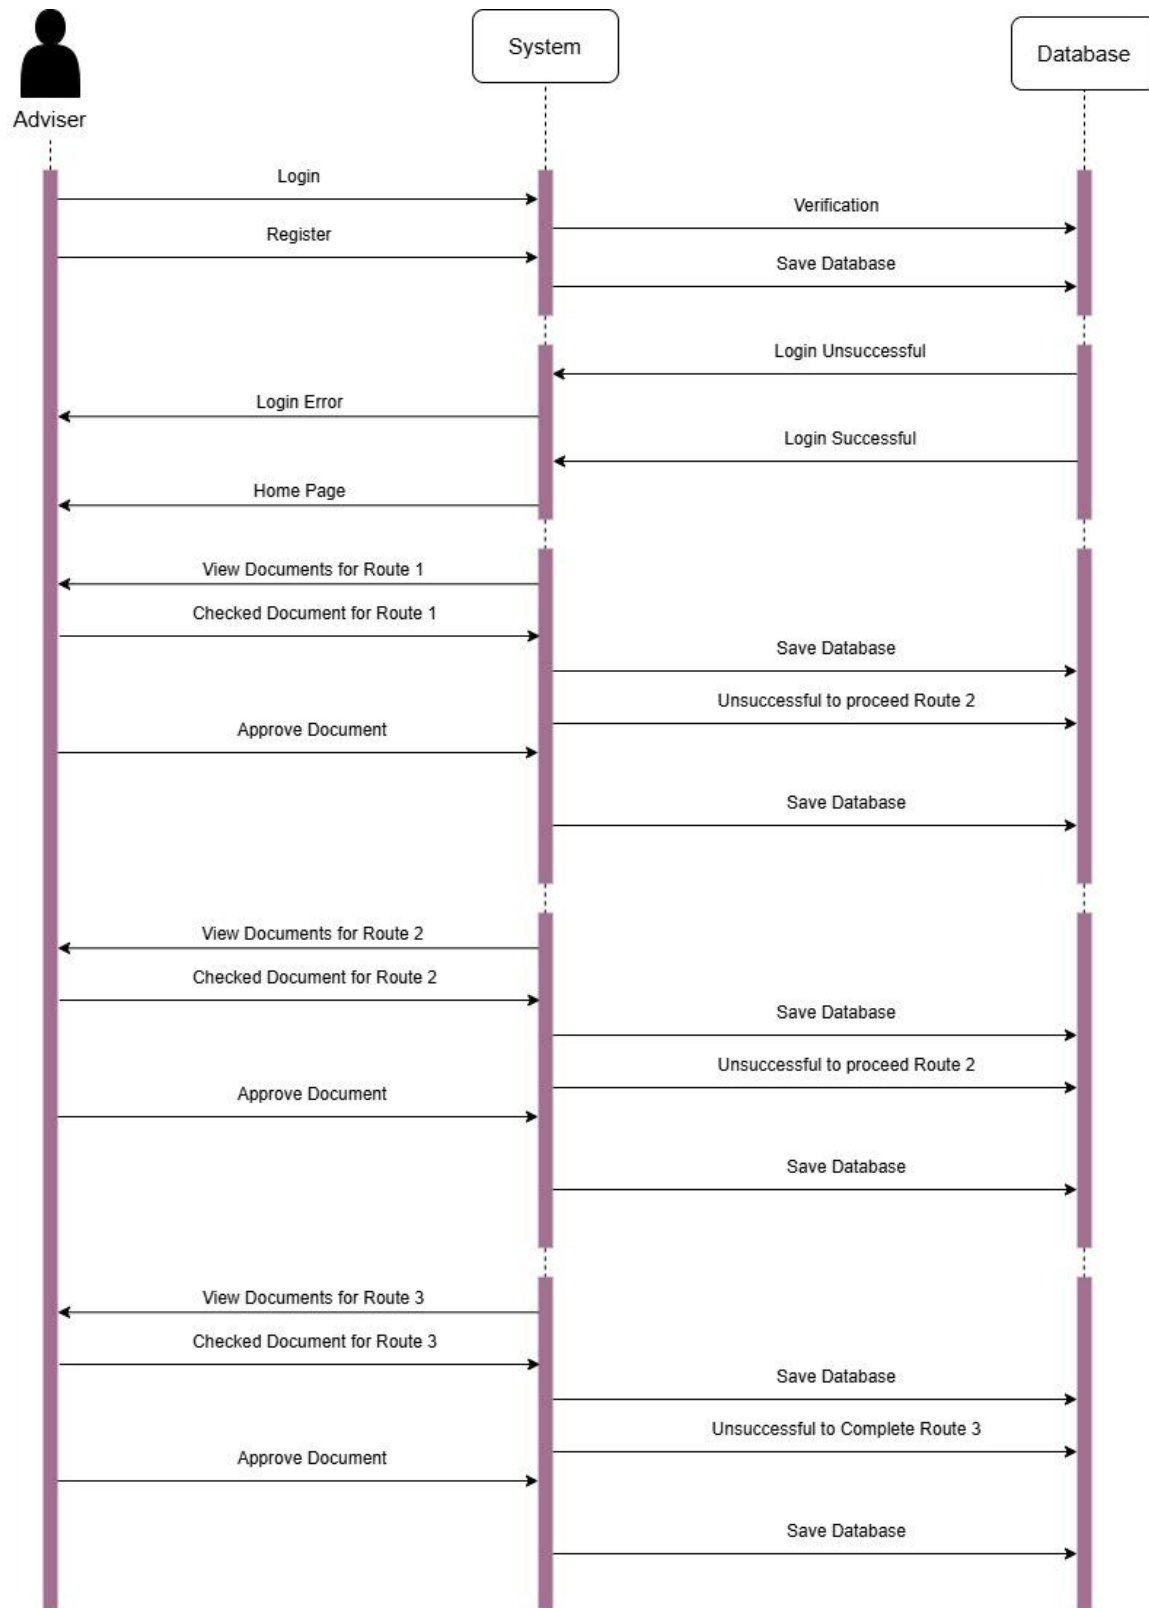 System
Database
Adviser
Login
Verification
Register
Save Database
Login Unsuccessful
Login Error
Login Successful
Home Page
View Documents for Route 1
Checked Document for Route 1
Save Database
Unsuccessful to proceed Route 2
Approve Document
Save Database
View Documents for Route 2
Checked Document for Route 2
Save Database
Unsuccessful to proceed Route 2
Approve Document
Save Database
View Documents for Route 3
Checked Document for Route 3
Save Database
Unsuccessful to Complete Route 3
Approve Document
Save Database